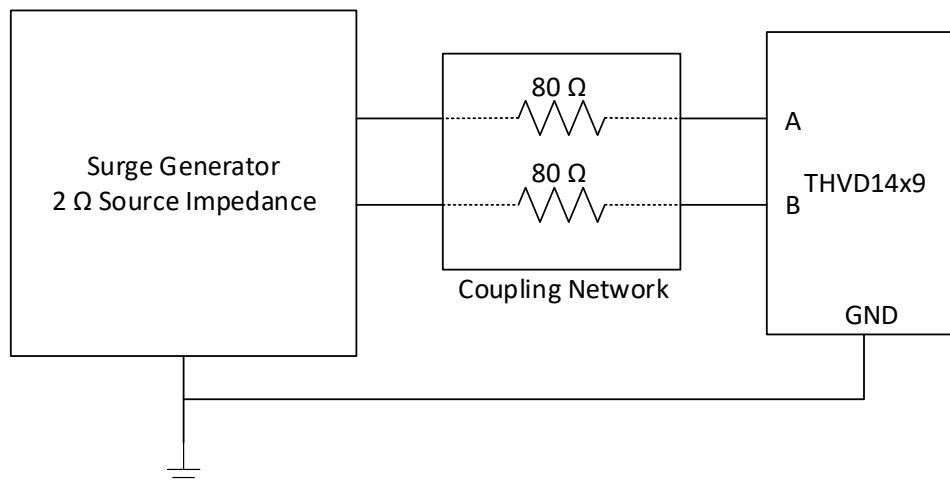 Surge Generator
2 Ω Source Impedance
80 Ω
80 Ω
Coupling Network
A
THVD14x9
B
GND